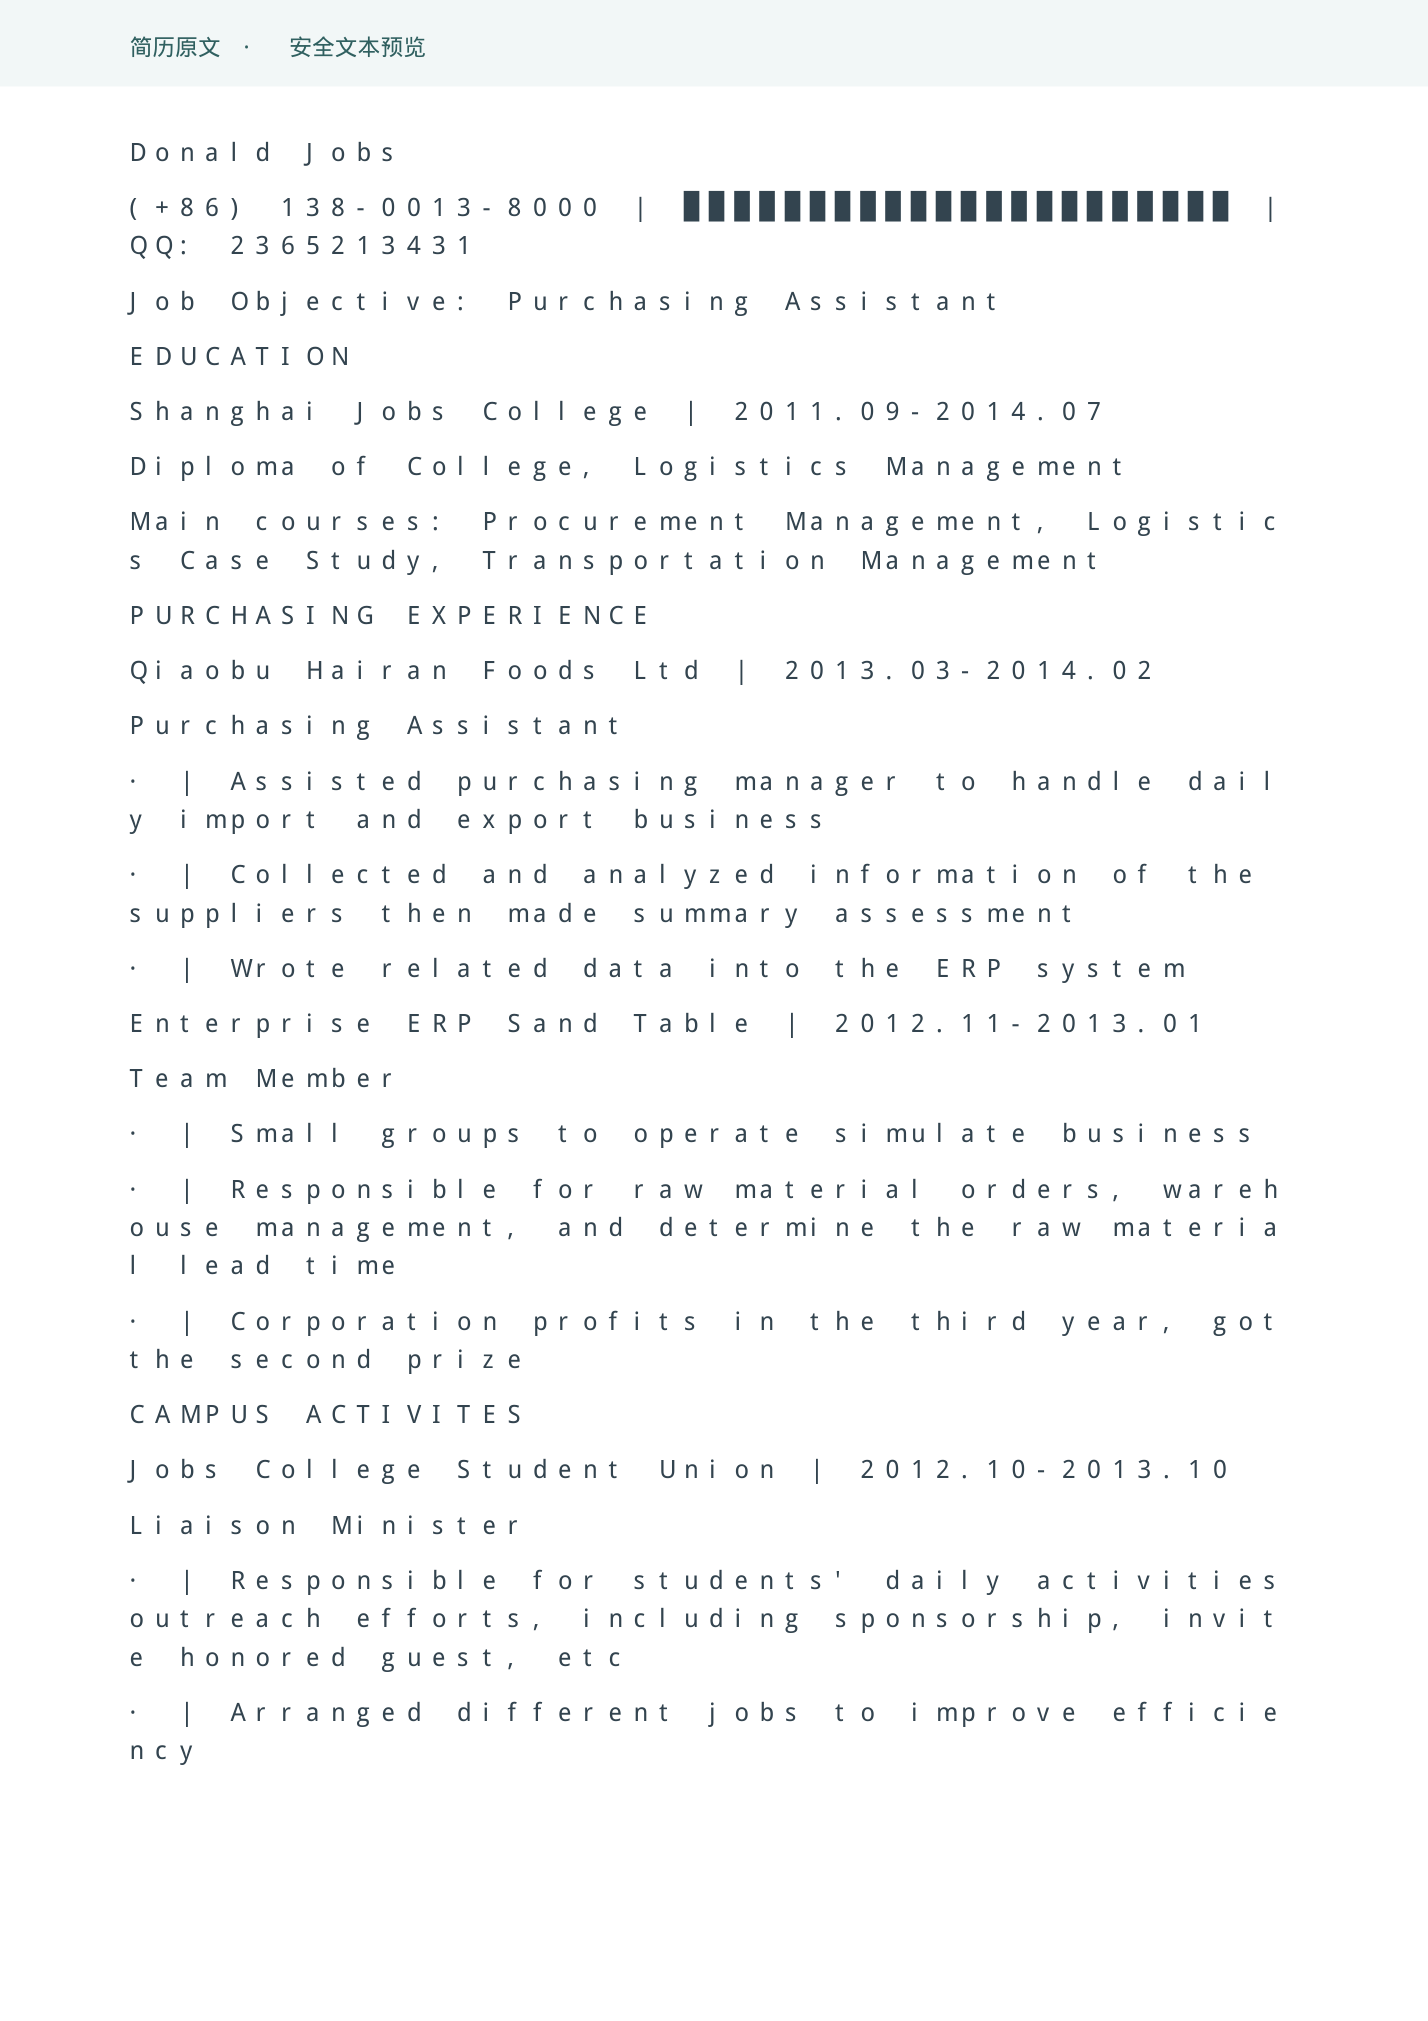 简历原文 · 安全文本预览
Donald Jobs
(+86) 138-0013-8000 | ██████████████████████ |
QQ: 2365213431
Job Objective: Purchasing Assistant
EDUCATION
Shanghai Jobs College | 2011.09-2014.07
Diploma of College, Logistics Management
Main courses: Procurement Management, Logistic
s Case Study, Transportation Management
PURCHASING EXPERIENCE
Qiaobu Hairan Foods Ltd | 2013.03-2014.02
Purchasing Assistant
· | Assisted purchasing manager to handle dail
y import and export business
· | Collected and analyzed information of the
suppliers then made summary assessment
· | Wrote related data into the ERP system
Enterprise ERP Sand Table | 2012.11-2013.01
Team Member
· | Small groups to operate simulate business
· | Responsible for raw material orders, wareh
ouse management, and determine the raw materia
l lead time
· | Corporation profits in the third year, got
the second prize
CAMPUS ACTIVITES
Jobs College Student Union | 2012.10-2013.10
Liaison Minister
· | Responsible for students' daily activities
outreach efforts, including sponsorship, invit
e honored guest, etc
· | Arranged different jobs to improve efficie
ncy